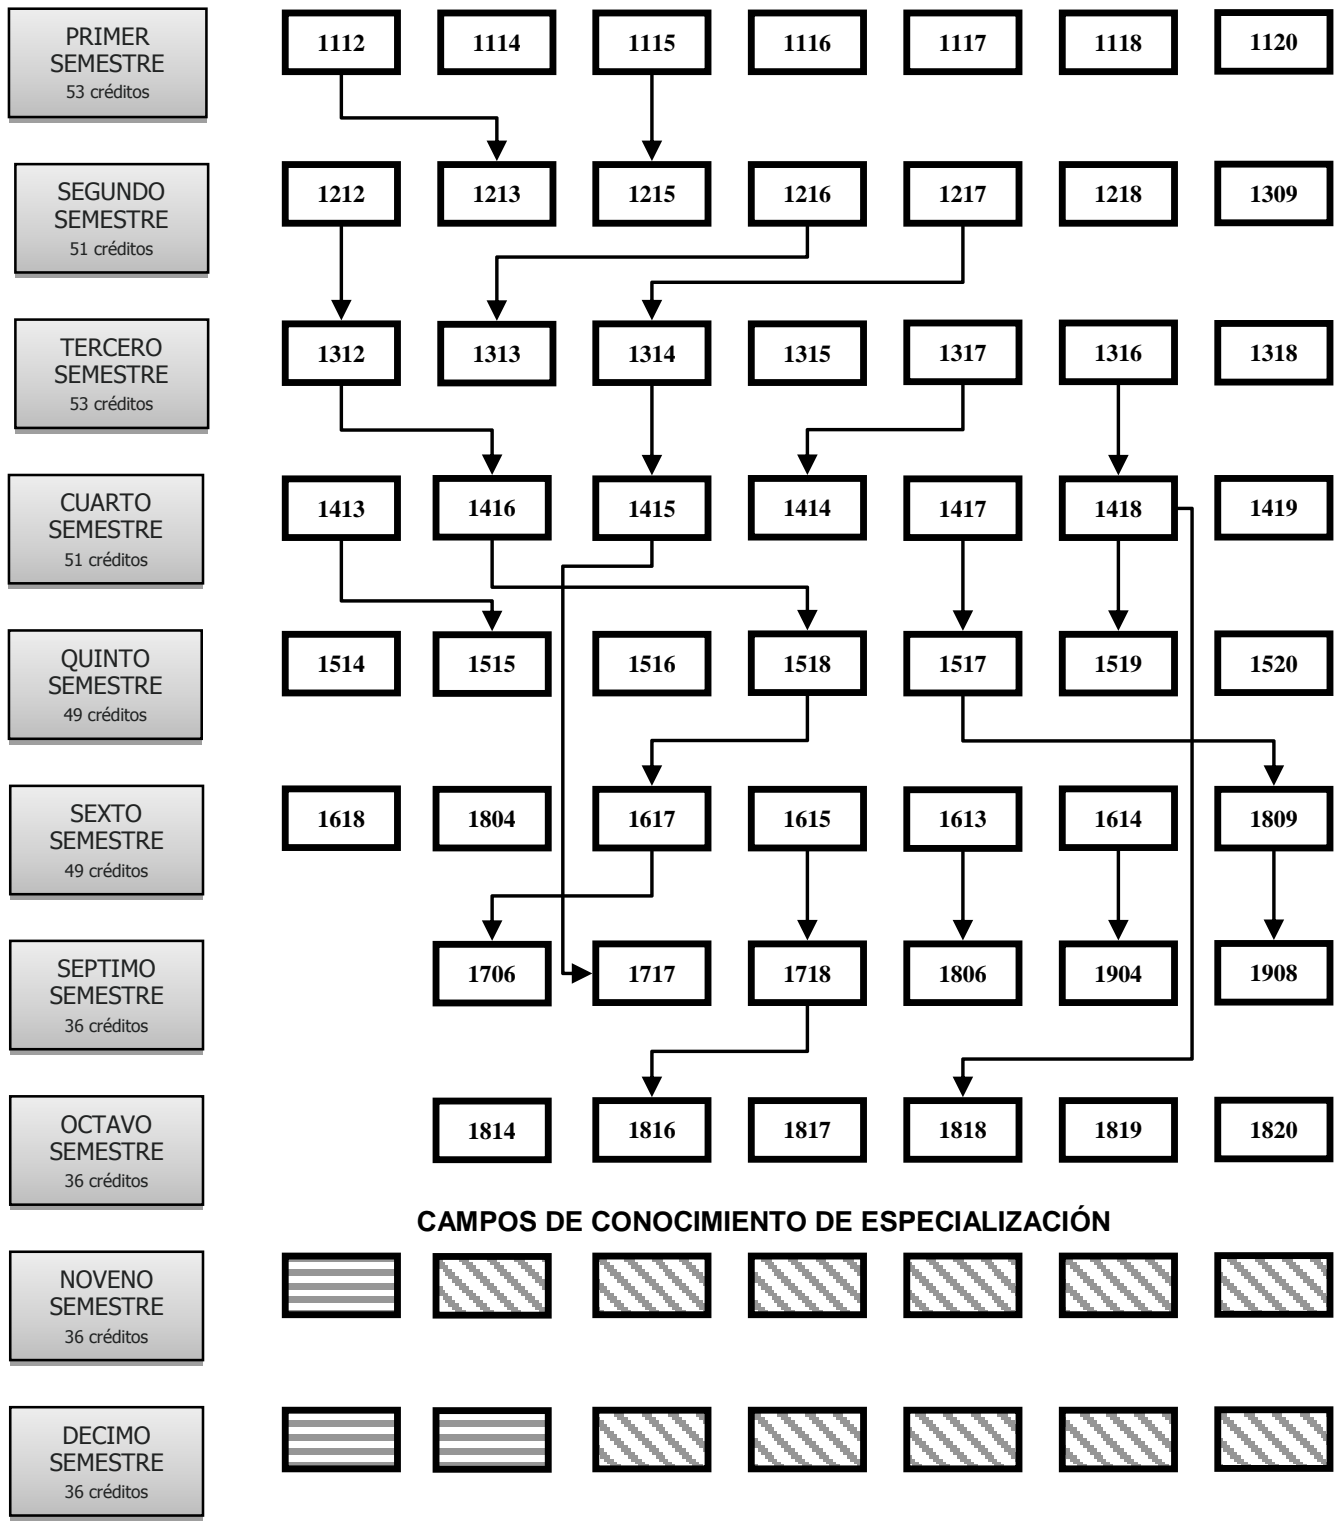 PRIMER
SEMESTRE
53 créditos
1112 1114 1115 1116 1117 1118 1120
SEGUNDO
SEMESTRE
51 créditos
1212 1213 1215 1216 1217 1218 1309
TERCERO
SEMESTRE
53 créditos
1312 1313 1314 1315 1317 1316 1318
CUARTO
SEMESTRE
51 créditos
1413 1416 1415 1414 1417 1418 1419
QUINTO
SEMESTRE
49 créditos
1514 1515 1516 1518 1517 1519 1520
SEXTO
SEMESTRE
49 créditos
1618 1804 1617 1615 1613 1614 1809
SEPTIMO
SEMESTRE
36 créditos
1706 1717 1718 1806 1904 1908
OCTAVO
SEMESTRE
36 créditos
1814 1816 1817 1818 1819 1820
CAMPOS DE CONOCIMIENTO DE ESPECIALIZACIÓN
NOVENO
SEMESTRE
36 créditos
DECIMO
SEMESTRE
36 créditos